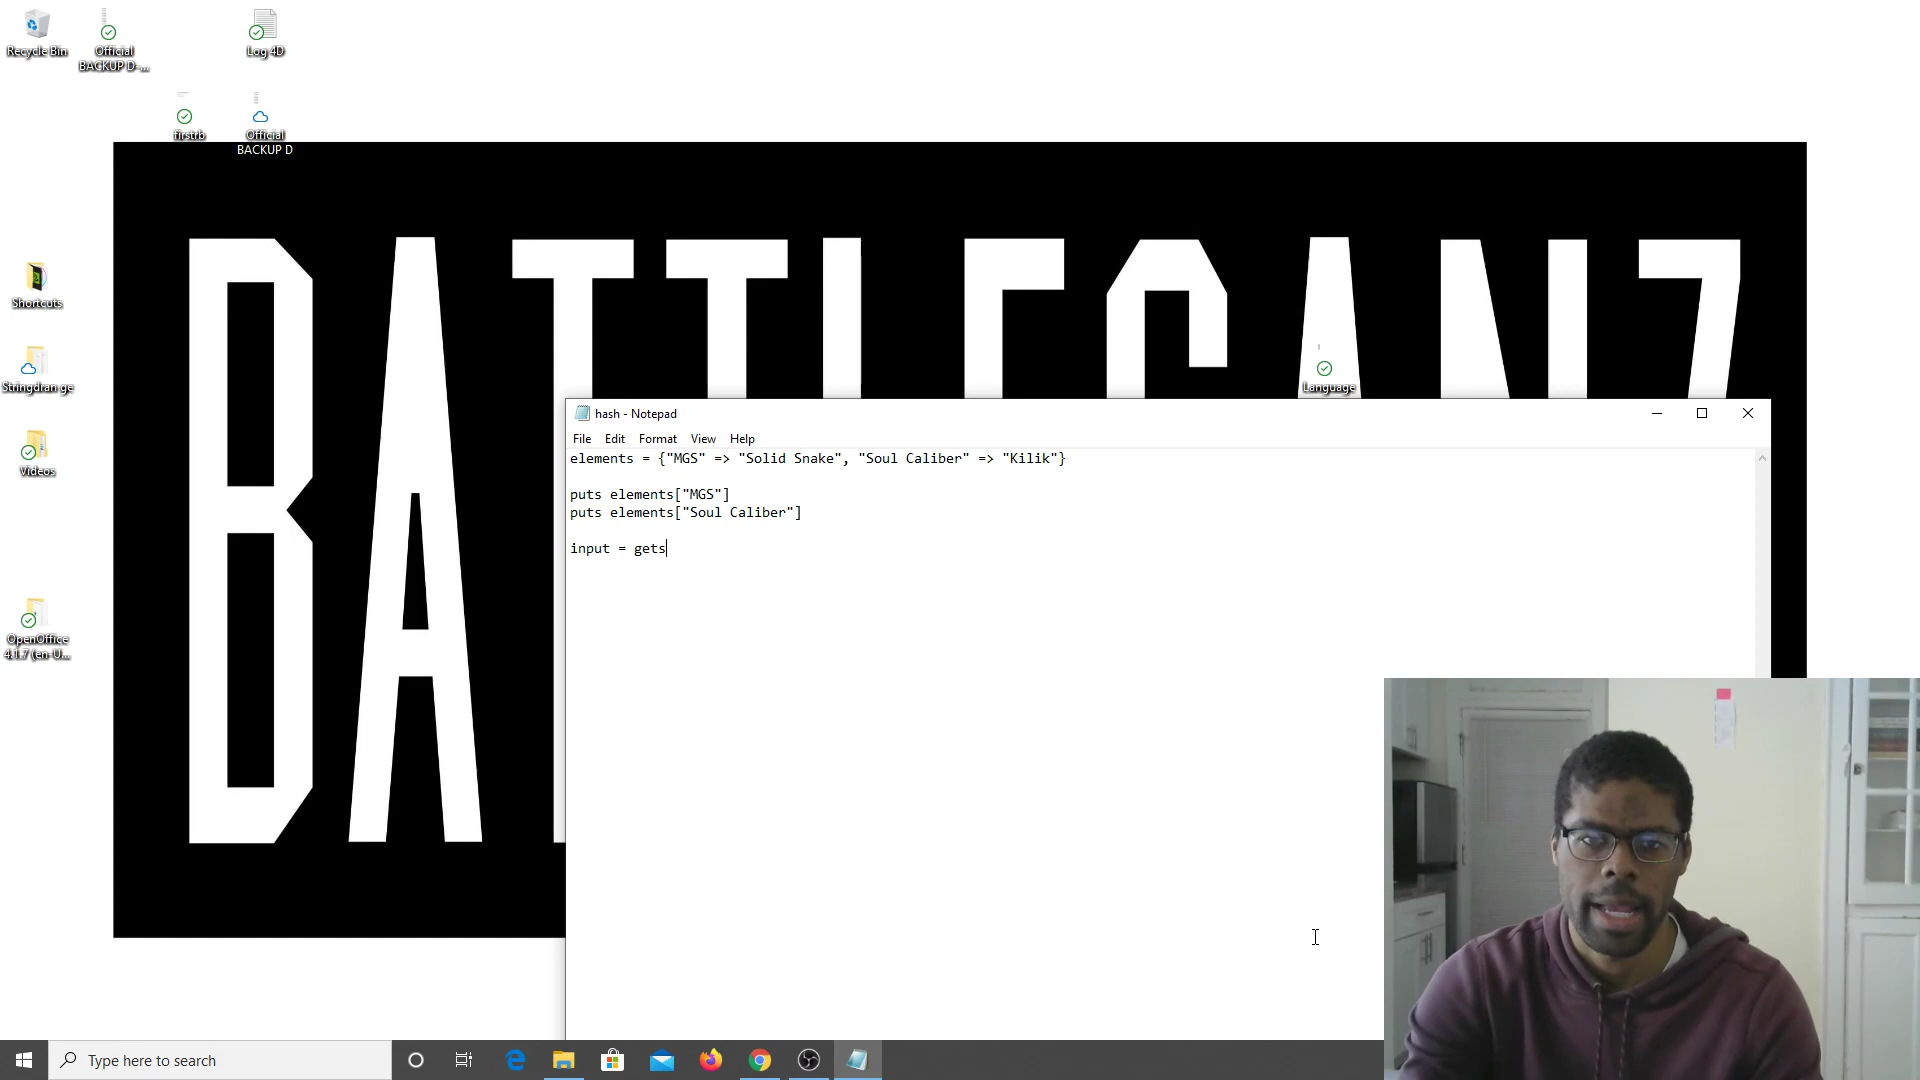 Recycle Bin
Official
BACKUP D-...
Log 4D
firstrb
Official
BACKUP D
Shortcuts
Stringdran ge
Videos
OpenOffice
4.1.7 (en-U...
Language
hash - Notepad
File Edit Format View Help
elements = {"MGS" => "Solid Snake", "Soul Caliber" => "Kilik"}
puts elements["MGS"]
puts elements["Soul Caliber"]
input = gets
Type here to search